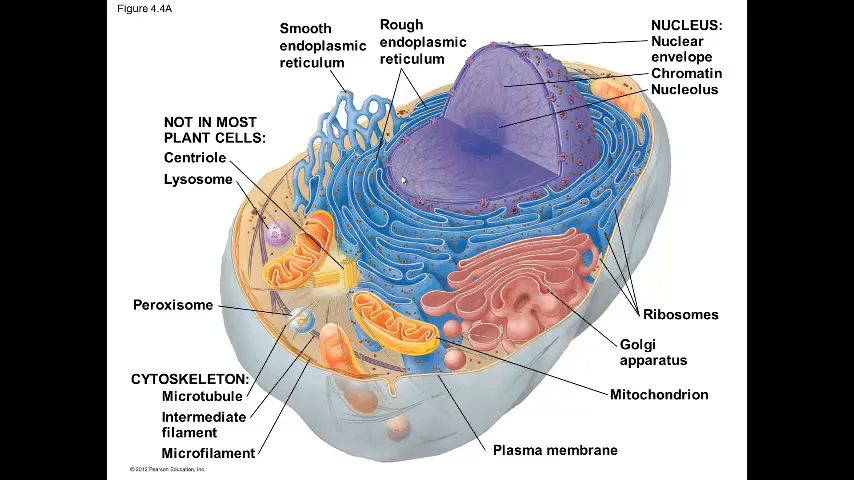 Figure 4.4A
Smooth
endoplasmic
reticulum
Rough
endoplasmic
reticulum
NUCLEUS:
Nuclear
envelope
Chromatin
Nucleolus
NOT IN MOST
PLANT CELLS:
Centriole
Lysosome
Peroxisome
Ribosomes
Golgi
apparatus
CYTOSKELETON:
Microtubule
Intermediate
filament
Microfilament
Mitochondrion
Plasma membrane
© 2012 Pearson Education, Inc.